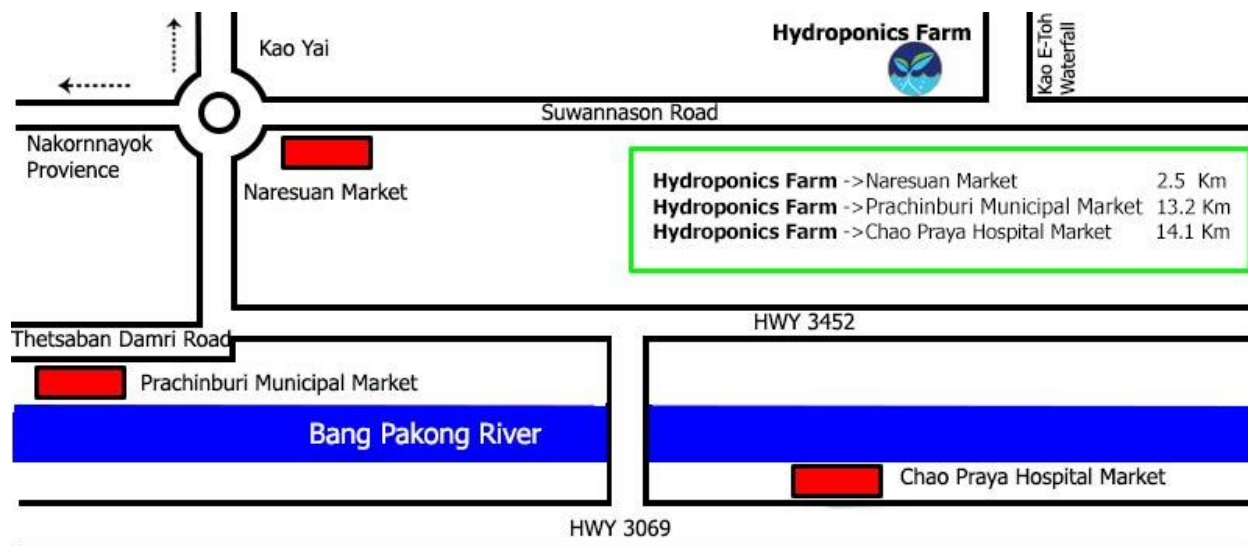 Kao Yai
Hydroponics Farm
Kao E-Toh
Waterfall
Suwannason Road
Nakornnayok
Provience
Naresuan Market
Hydroponics Farm ->Naresuan Market 2.5 Km
Hydroponics Farm ->Prachinburi Municipal Market 13.2 Km
Hydroponics Farm ->Chao Praya Hospital Market 14.1 Km
HWY 3452
Thetsaban Damri Road
Prachinburi Municipal Market
Bang Pakong River
Chao Praya Hospital Market
HWY 3069